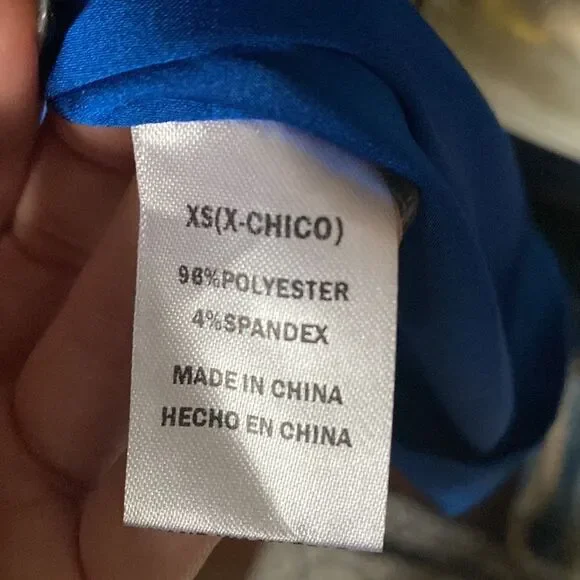 XS(X-CHICO)
96%POLYESTER
4%SPANDEX
MADE IN CHINA
HECHO EN CHINA